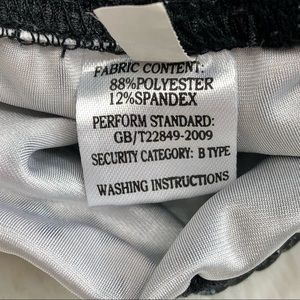 FABRIC CONTENT:
88%POLYESTER
12%SPANDEX
PERFORM STANDARD:
GB/T22849-2009
SECURITY CATEGORY: B TYPE
WASHING INSTRUCTIONS